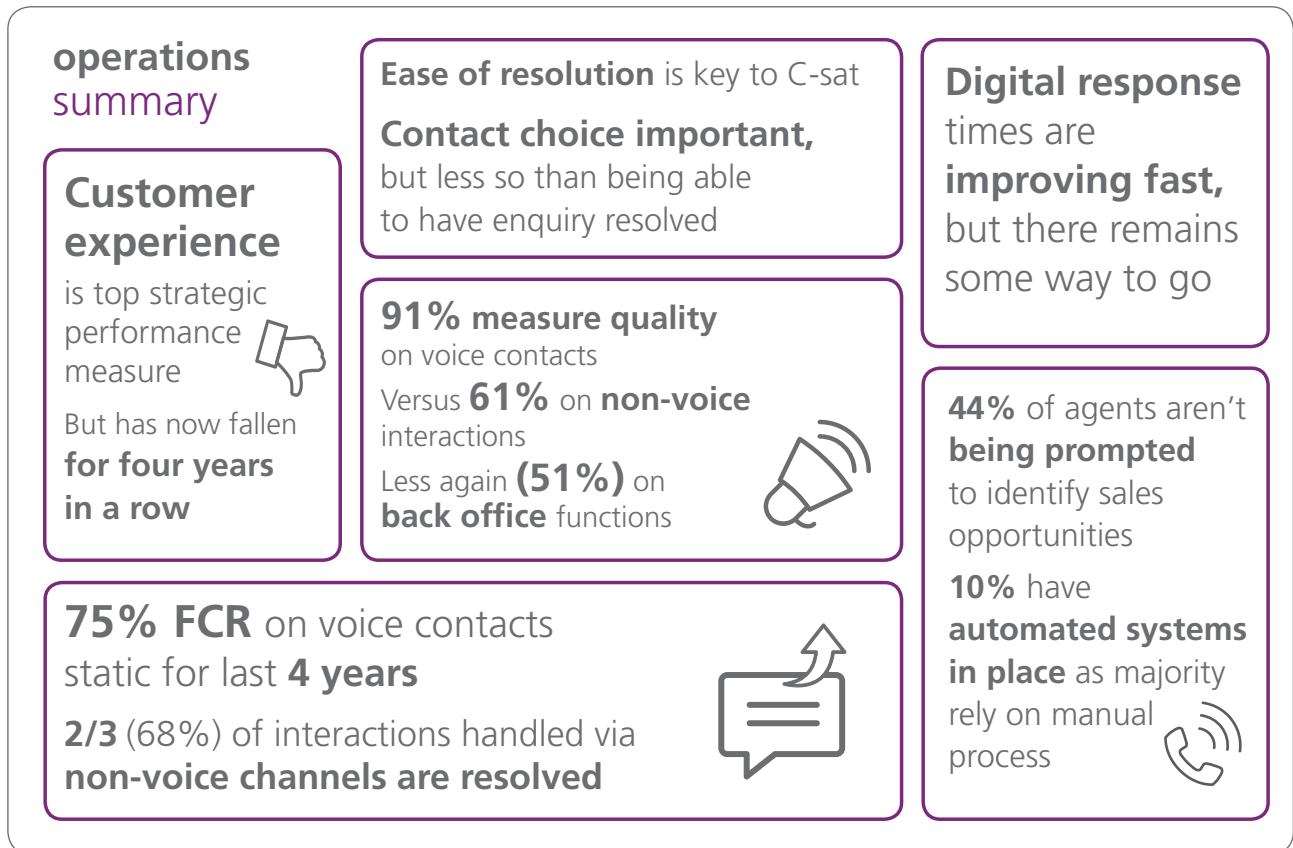 operations
summary
Customer
experience
is top strategic
performance
measure
But has now fallen
for four years
in a row
Ease of resolution is key to C-sat
Contact choice important,
but less so than being able
to have enquiry resolved
91% measure quality
on voice contacts
Versus 61% on non-voice
interactions
Less again (51%) on
back office functions
Digital response
times are
improving fast,
but there remains
some way to go
44% of agents aren't
being prompted
to identify sales
opportunities
10% have
automated systems
in place as majority
rely on manual
process
75% FCR on voice contacts
static for last 4 years
2/3 (68%) of interactions handled via
non-voice channels are resolved